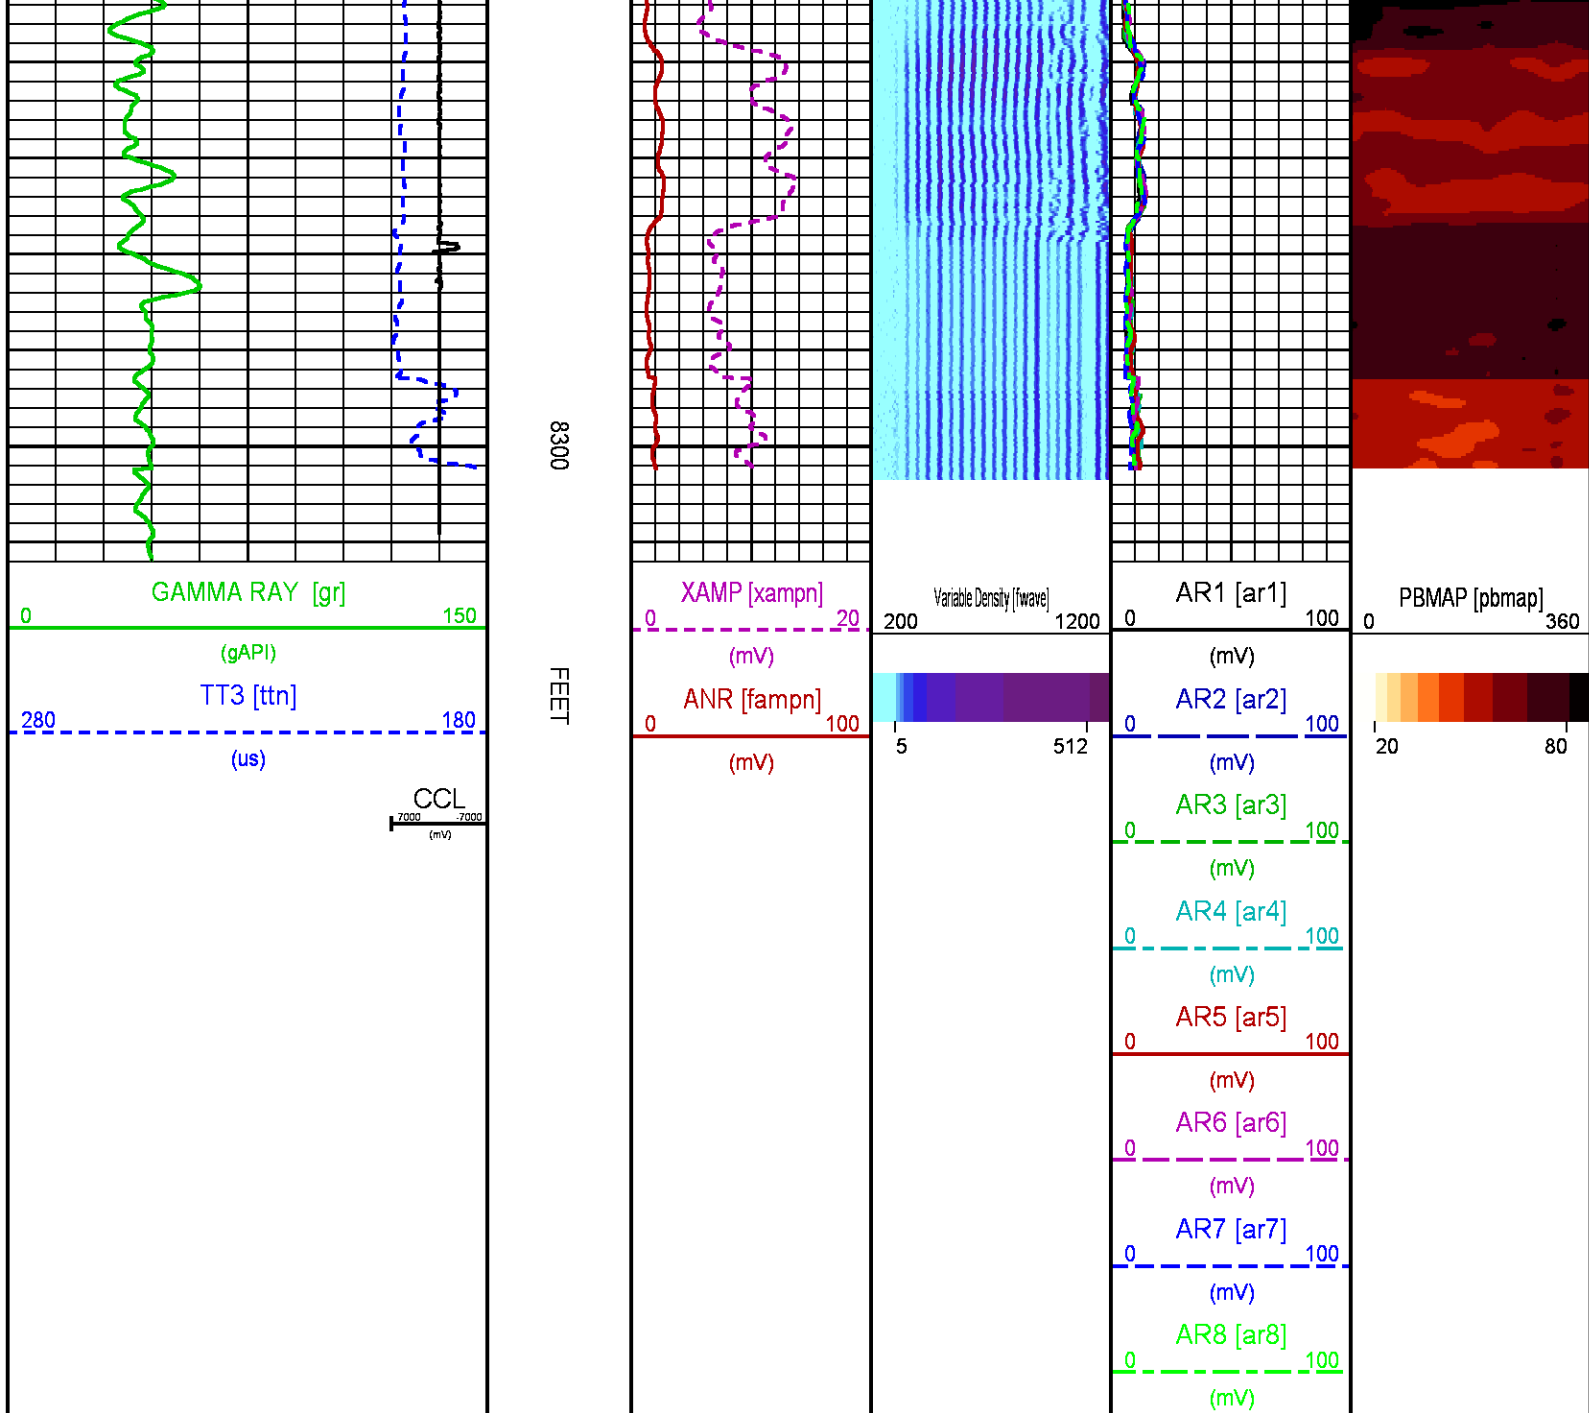 8300
FEET
GAMMA RAY [gr]
0 150
(gAPI)
TT3 [ttn]
280 180
(us)
CCL
7000 -7000
(mV)
XAMP [xampn]
0 20
(mV)
ANR [fampn]
0 100
(mV)
Variable Density [fwave]
200 1200
5 512
AR1 [ar1]
0 100
(mV)
AR2 [ar2]
0 100
(mV)
AR3 [ar3]
0 100
(mV)
AR4 [ar4]
0 100
(mV)
AR5 [ar5]
0 100
(mV)
AR6 [ar6]
0 100
(mV)
AR7 [ar7]
0 100
(mV)
AR8 [ar8]
0 100
(mV)
PBMAP [pbmap]
0 360
20 80